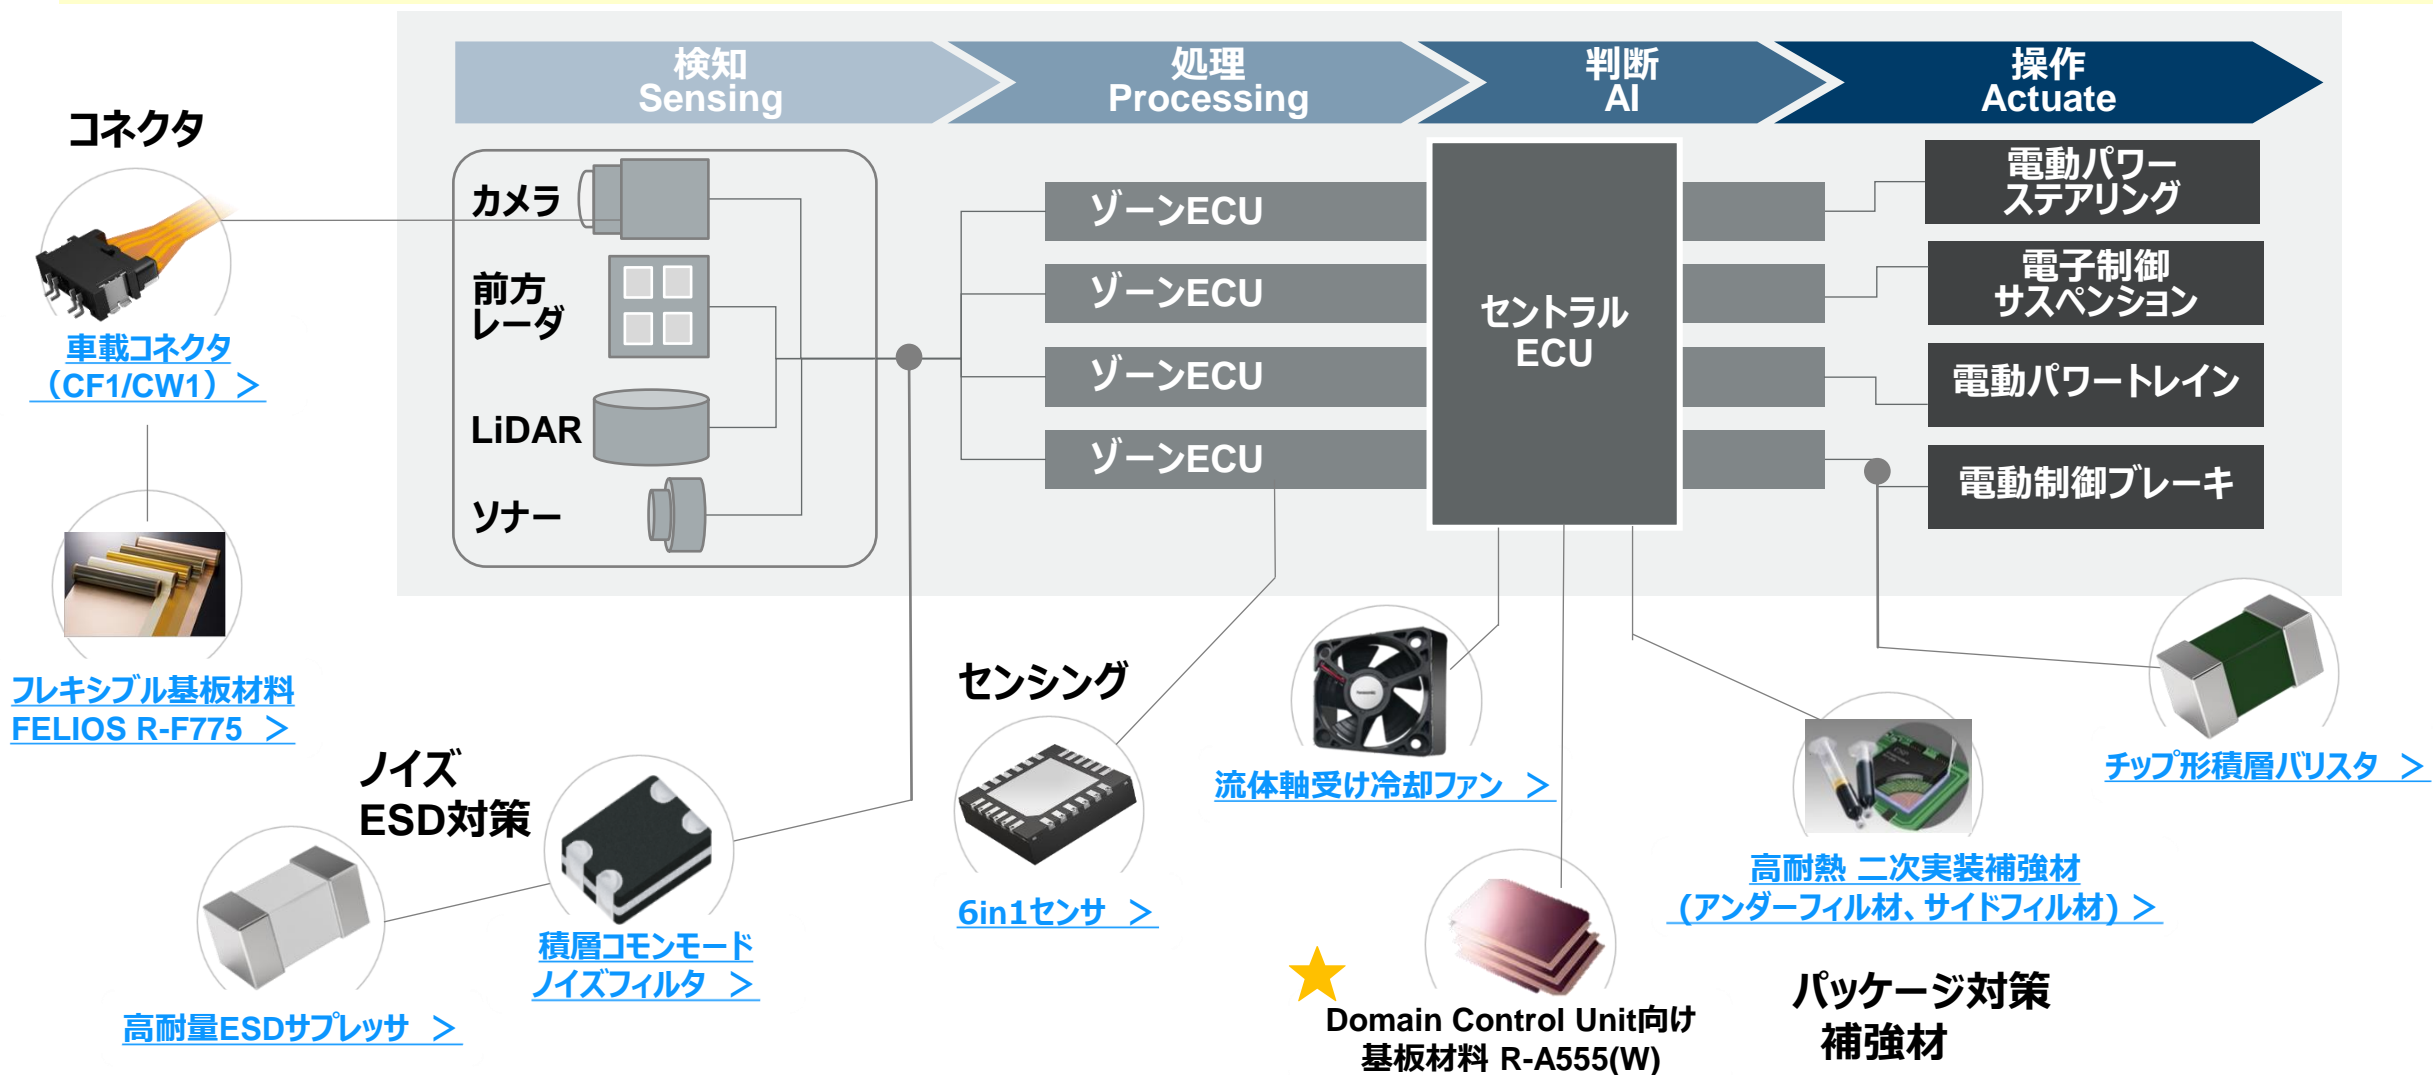 検知
Sensing
処理
Processing
判断
AI
操作
Actuate
コネクタ
車載コネクタ
（CF1/CW1）＞
フレキシブル基板材料
FELIOS R-F775 ＞
カメラ
前方
レーダ
LiDAR
ソナー
ゾーンECU
ゾーンECU
ゾーンECU
ゾーンECU
セントラル
ECU
電動パワー
ステアリング
電子制御
サスペンション
電動パワートレイン
電動制御ブレーキ
ノイズ
ESD対策
高耐量ESDサプレッサ ＞
積層コモンモード
ノイズフィルタ ＞
センシング
6in1センサ ＞
流体軸受け冷却ファン ＞
Domain Control Unit向け
基板材料 R-A555(W)
高耐熱 二次実装補強材
(アンダーフィル材、サイドフィル材) ＞
パッケージ対策
補強材
チップ形積層バリスタ ＞